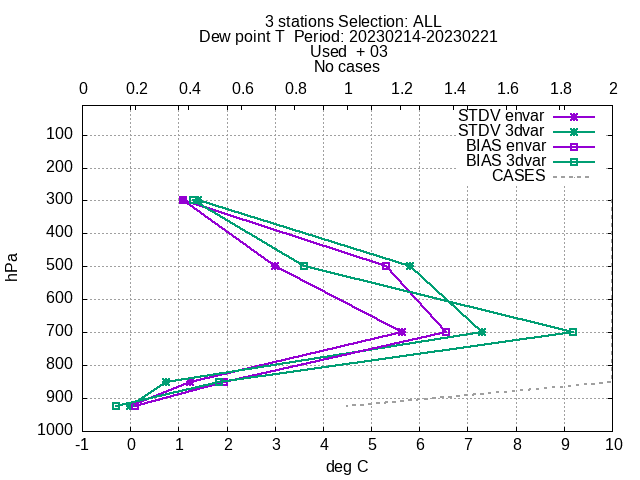 3 stations Selection: ALL
Dew point T  Period: 20230214-20230221
Used  + 03
No cases
0 0.2 0.4 0.6 0.8 1 1.2 1.4 1.6 1.8 2
STDV envar
STDV 3dvar
BIAS envar
BIAS 3dvar
CASES
hPa
100
200
300
400
500
600
700
800
900
1000
-1 0 1 2 3 4 5 6 7 8 9 10
deg C